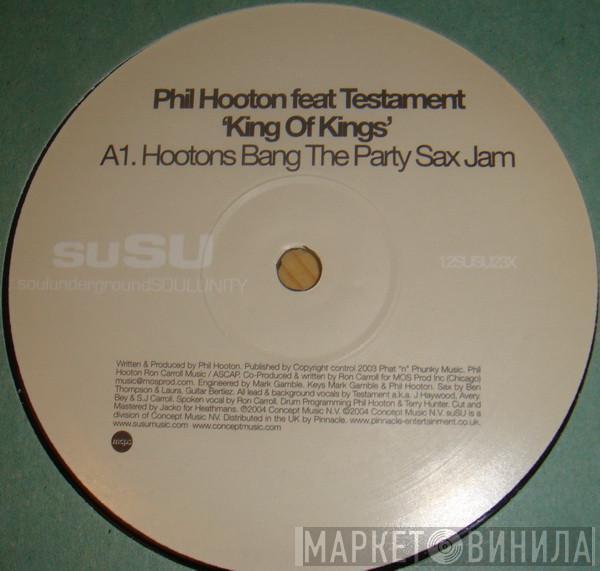 Phil Hooton feat Testament
'King Of Kings'
A1. Hootons Bang The Party Sax Jam
suSU
soulundergroundSOULUNITY
12SUSU23X
Written & Produced by Phil Hooton. Published by Copyright control 2003 Phat "n" Phunky Music. Phil
Hooton Ron Carroll Music / ASCAP. Co-Produced & written by Ron Carroll for MOS Prod Inc (Chicago)
music@mosprod.com. Engineered by Mark Gamble. Keys Mark Gamble & Phil Hooton. Sax by Ben
Thompson & Laura. Guitar Bertiez. All lead & background vocals by Testament a.k.a. J Haywood, Avery
Bey & S.J Carroll. Spoken vocal by Ron Carroll. Drum Programming Phil Hooton & Terry Hunter. Cut and
Mastered by Jacko for Heathmans. ℗2004 Concept Music N.V. ©2004 Concept Music N.V. suSU is a
division of Concept Music NV. Distributed in the UK by Pinnacle. www.pinnacle-entertainment.co.uk.
www.susumusic.com www.conceptmusic.com
mcps
МАРКЕТ ВИНИЛА